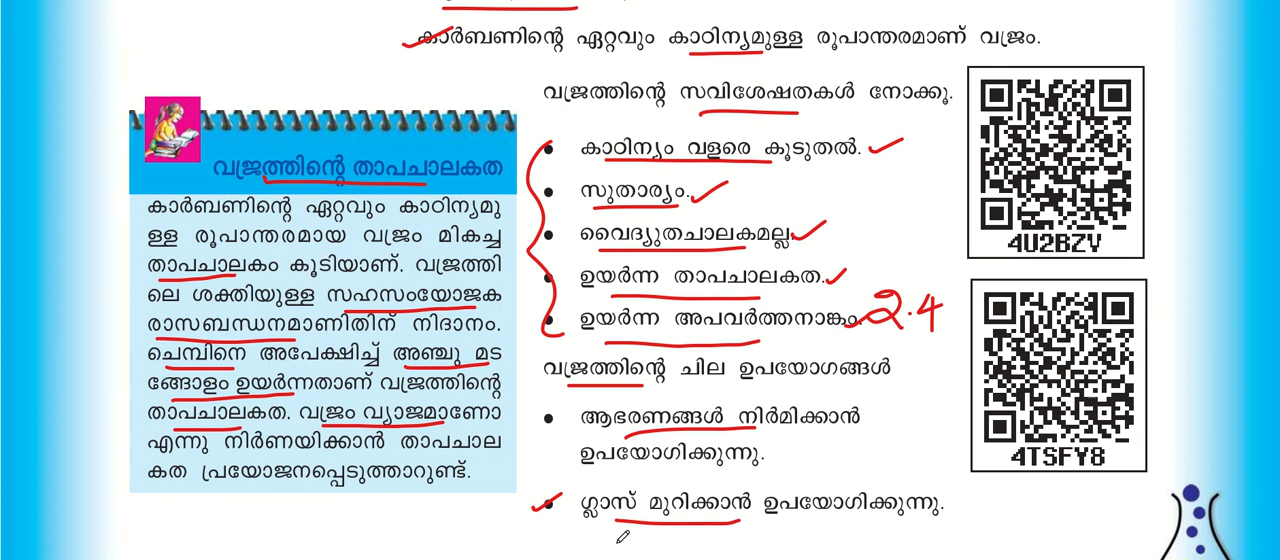 കാർബണിന്റെ ഏറ്റവും കാഠിന്യമുള്ള രൂപാന്തരമാണ് വജ്രം.
വജ്രത്തിന്റെ താപചാലകത
കാർബണിന്റെ ഏറ്റവും കാഠിന്യമു
ള്ള രൂപാന്തരമായ വജ്രം മികച്ച
താപചാലകം കൂടിയാണ്. വജ്രത്തി
ലെ ശക്തിയുള്ള സഹസംയോജക
രാസബന്ധനമാണിതിന് നിദാനം.
ചെമ്പിനെ അപേക്ഷിച്ച് അഞ്ചു മട
ങ്ങോളം ഉയർന്നതാണ് വജ്രത്തിന്റെ
താപചാലകത. വജ്രം വ്യാജമാണോ
എന്നു നിർണയിക്കാൻ താപചാല
കത പ്രയോജനപ്പെടുത്താറുണ്ട്.
വജ്രത്തിന്റെ സവിശേഷതകൾ നോക്കൂ.
• കാഠിന്യം വളരെ കൂടുതൽ.
• സുതാര്യം.
• വൈദ്യുതചാലകമല്ല.
• ഉയർന്ന താപചാലകത.
• ഉയർന്ന അപവർത്തനാങ്കം. 2.4
വജ്രത്തിന്റെ ചില ഉപയോഗങ്ങൾ
• ആഭരണങ്ങൾ നിർമിക്കാൻ
ഉപയോഗിക്കുന്നു.
• ഗ്ലാസ് മുറിക്കാൻ ഉപയോഗിക്കുന്നു.
4U2BZV
4TSFY8